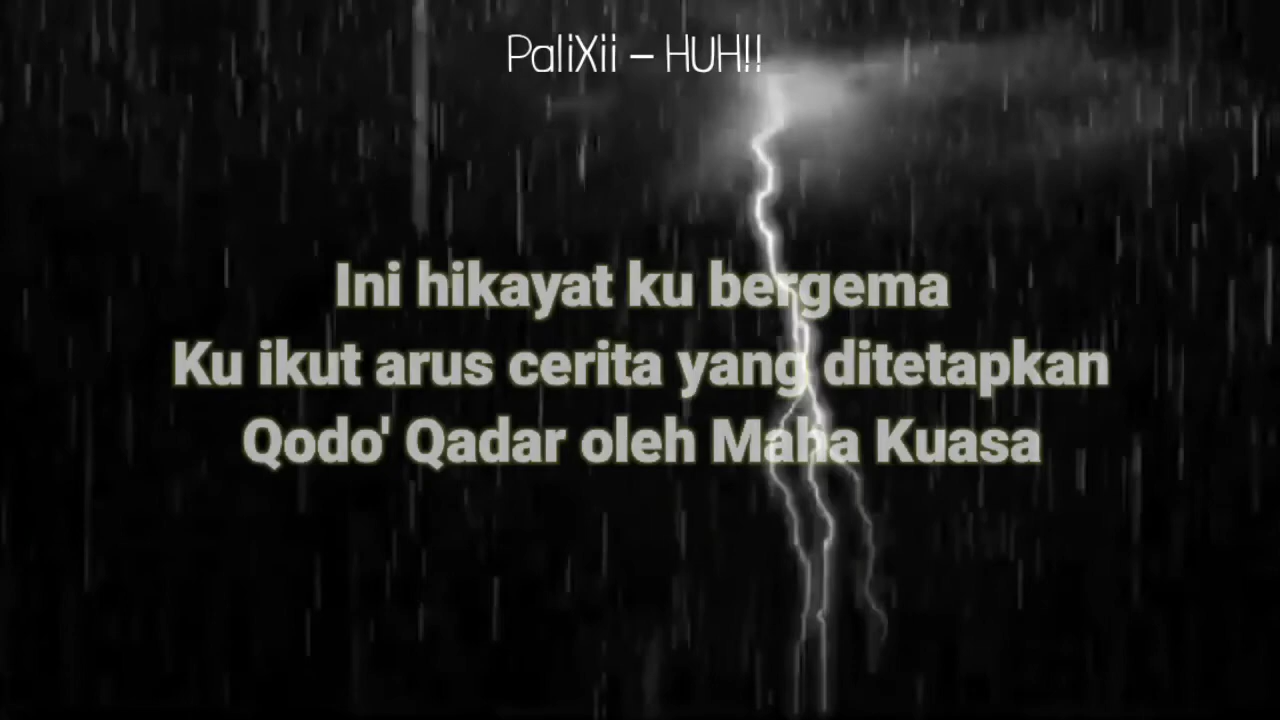 PaliXii – HUH!!
Ini hikayat ku bergema
Ku ikut arus cerita yang ditetapkan
Qodo' Qadar oleh Maha Kuasa